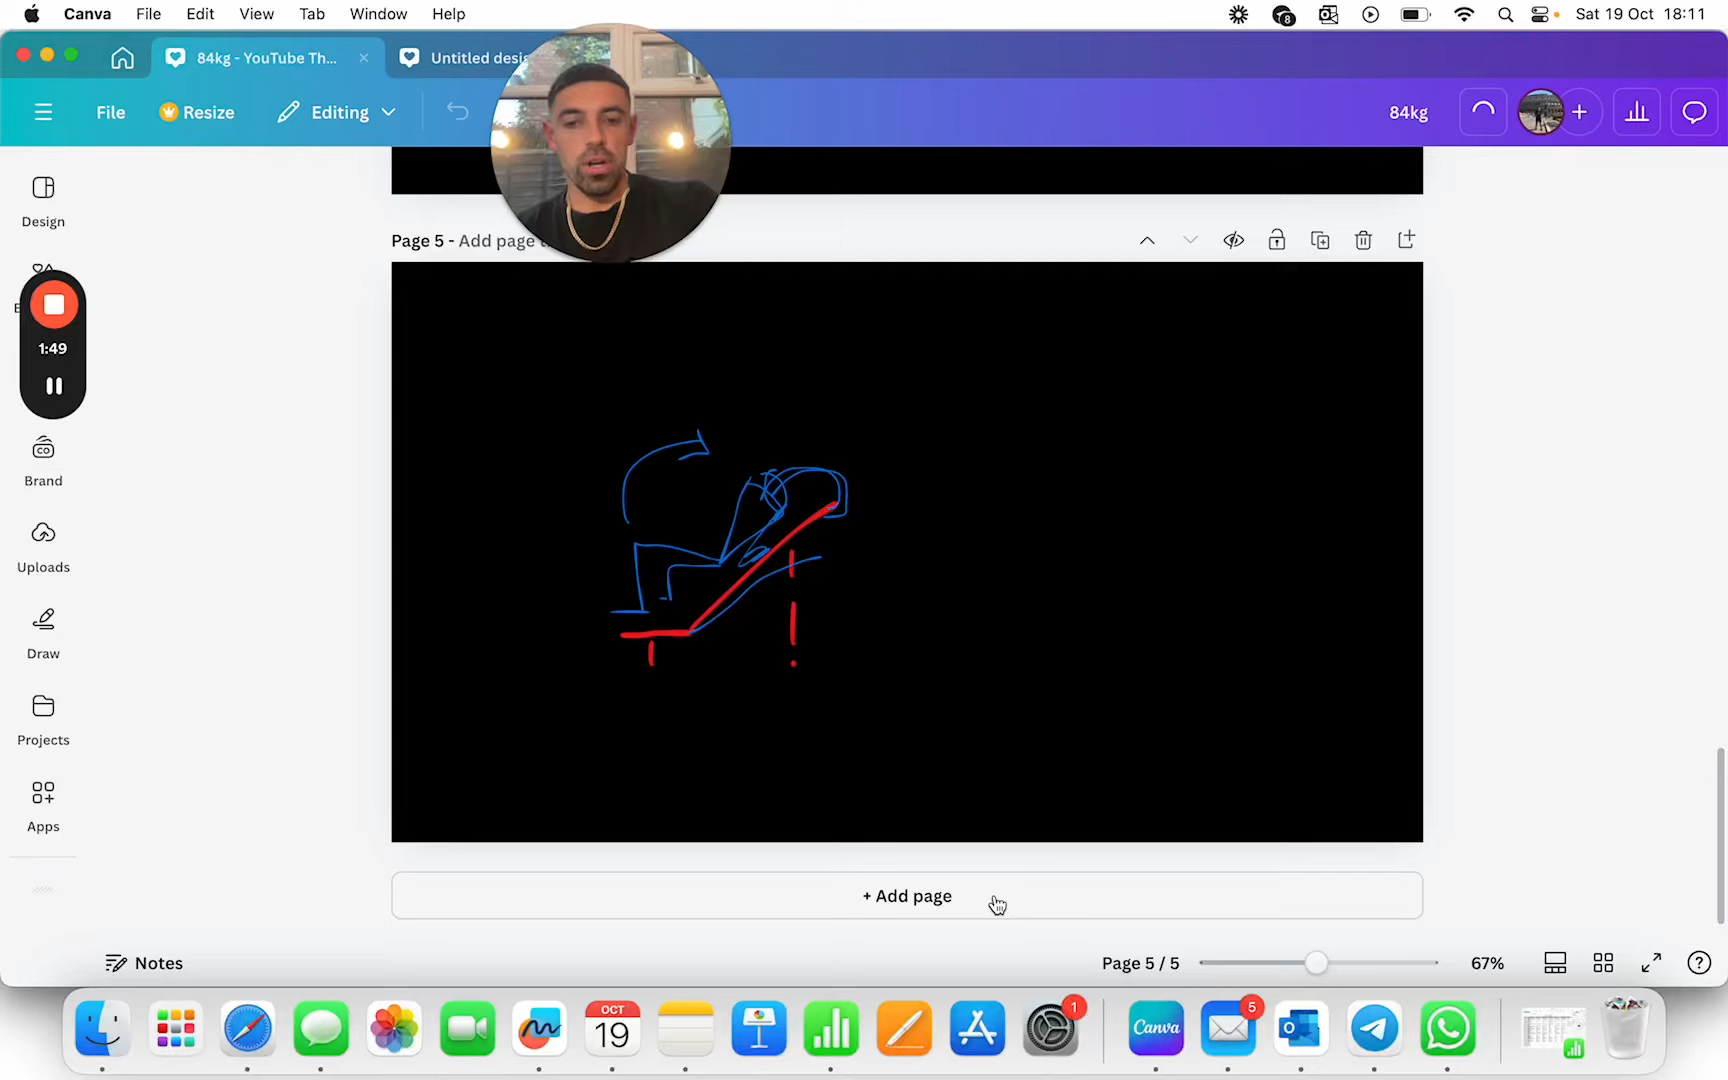 Canva File Edit View Tab Window Help 8 Sat 19 Oct 18:11
84kg - YouTube Th... Untitled desi
File Resize Editing 84kg
Design
Page 5 - Add page t
1:49
Brand
CO
Uploads
Draw
Projects
Apps
+ Add page
Notes Page 5 / 5 67%
OCT
19
1
Canva
5